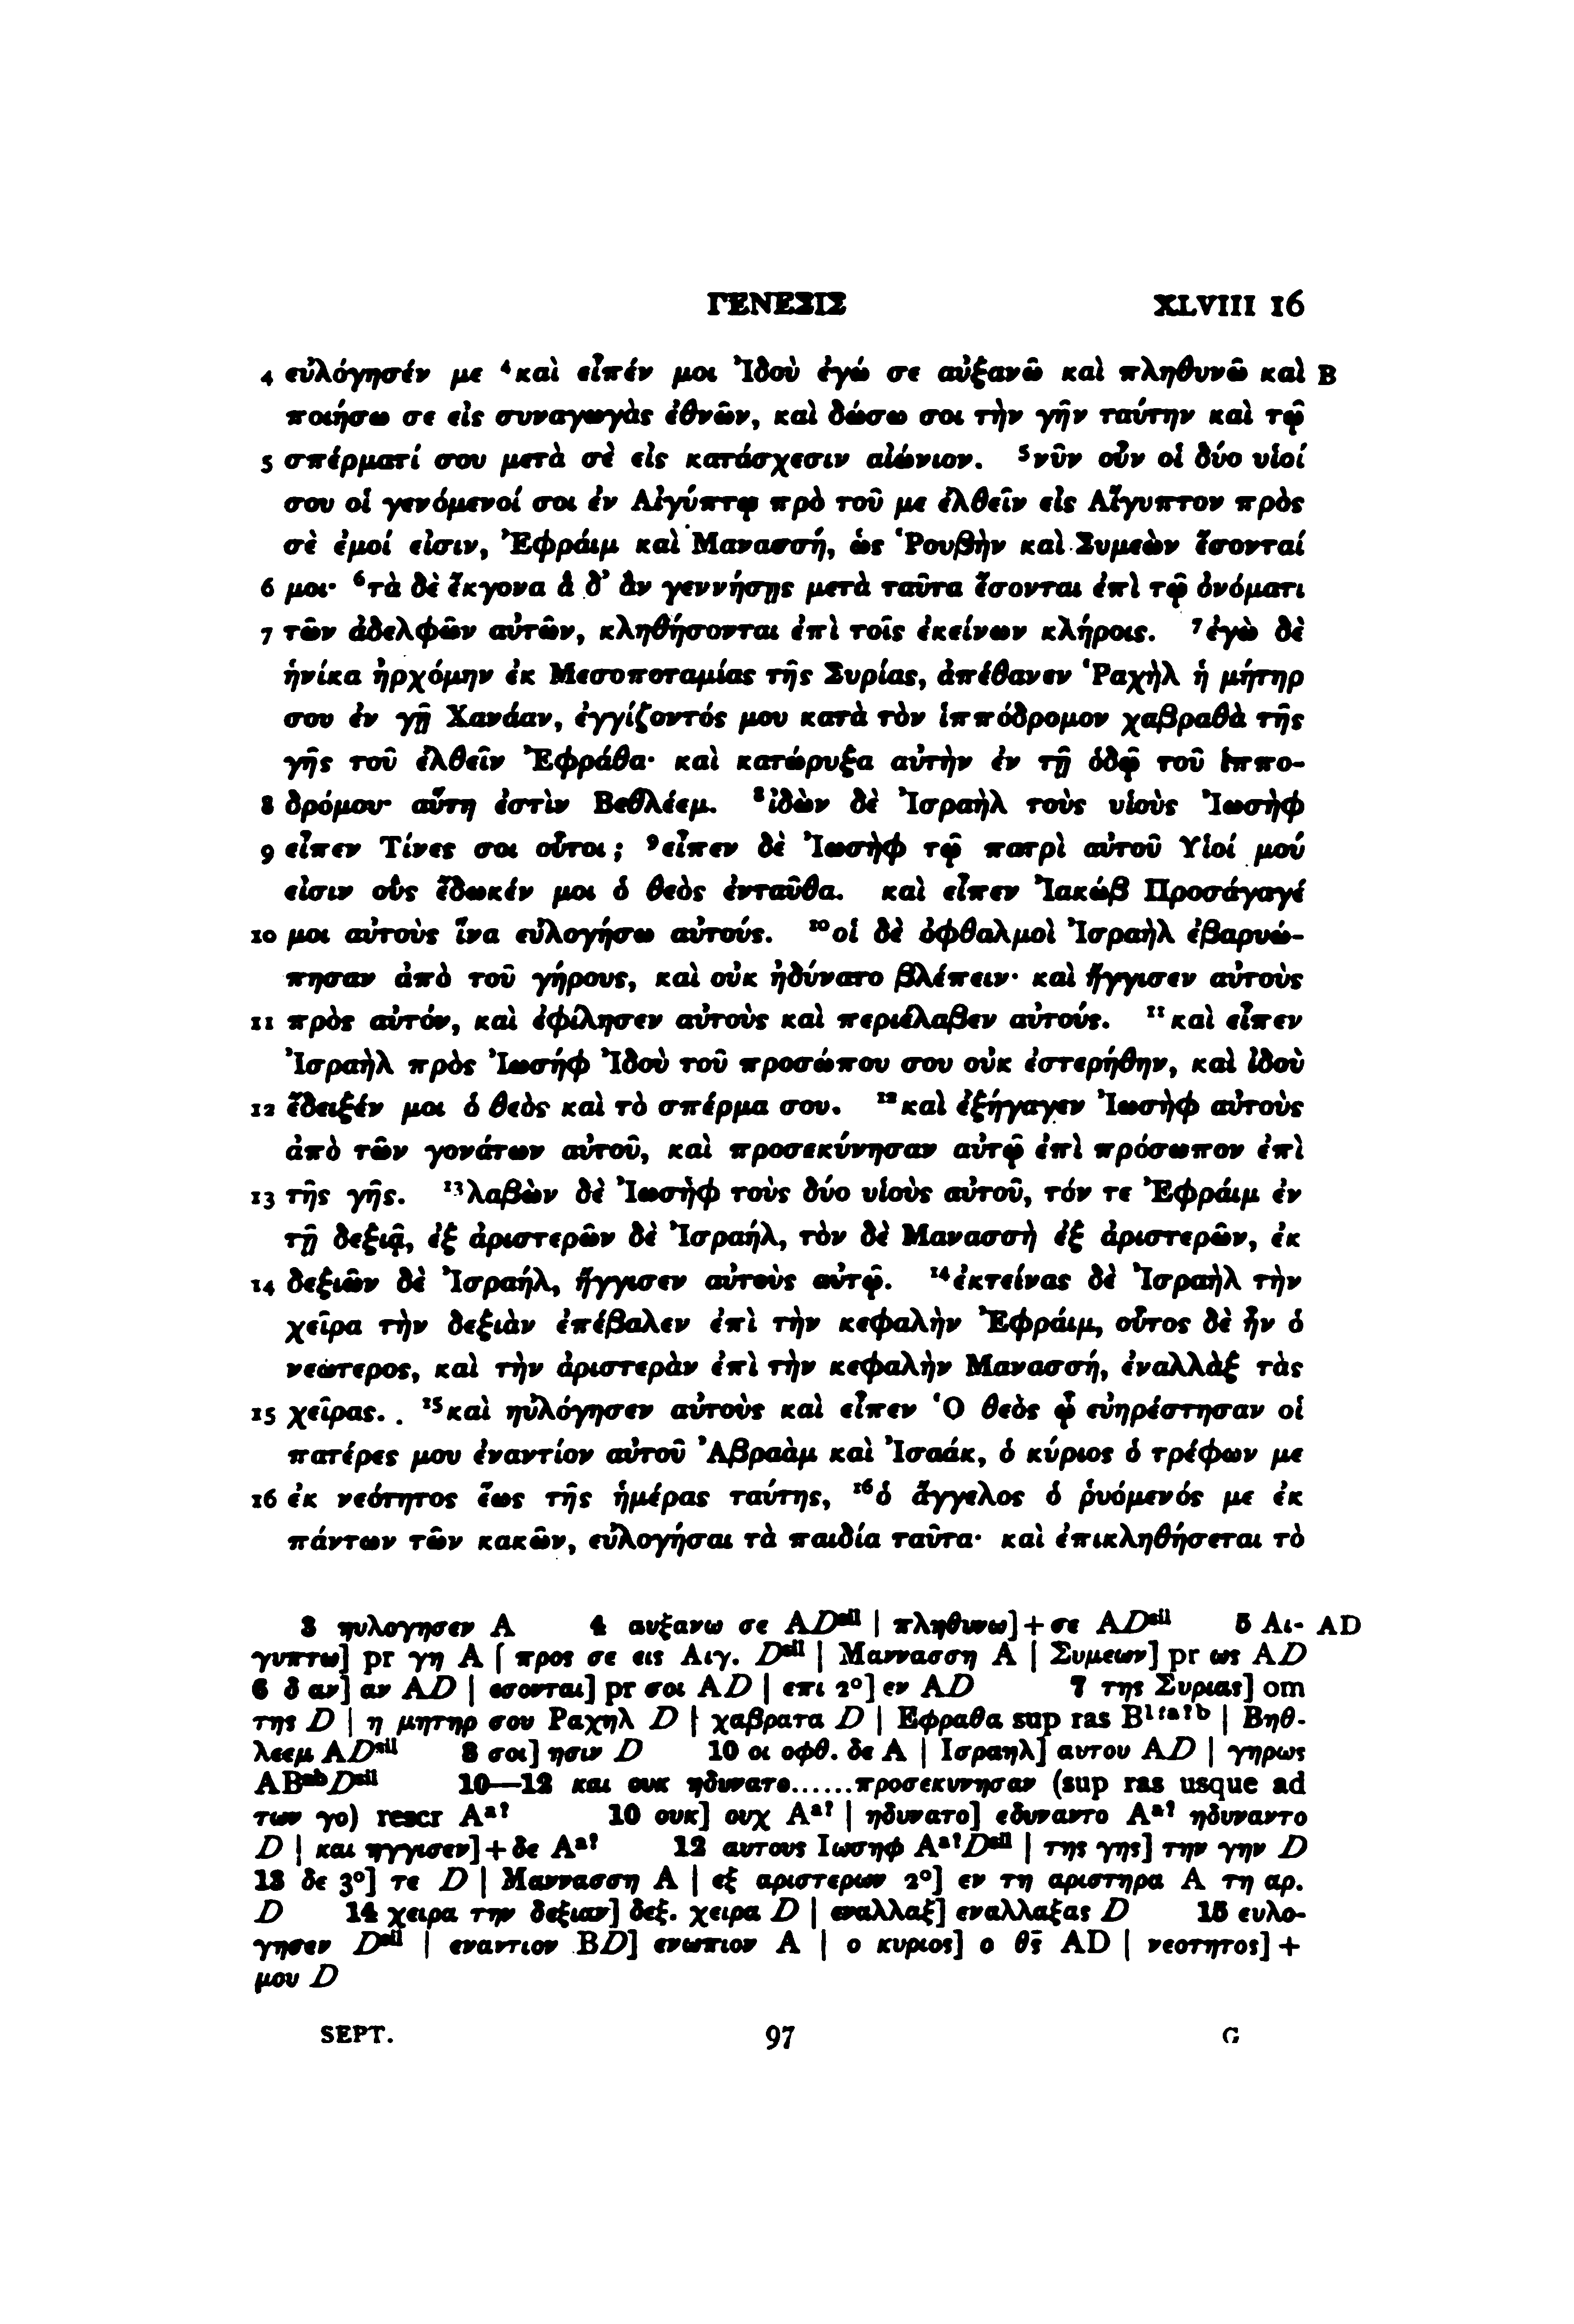 ΓΕΝΕΣΙΣ XLVIII 16
4 εὐλόγησέν με ⁴καὶ εἶπέν μοι Ἰδοὺ ἐγώ σε αὐξανῶ καὶ πληθυνῶ καὶ B
ποιήσω σε εἰς συναγωγὰς ἐθνῶν, καὶ δώσω σοι τὴν γῆν ταύτην καὶ τῷ
5 σπέρματί σου μετὰ σὲ εἰς κατάσχεσιν αἰώνιον. ⁵νῦν οὖν οἱ δύο υἱοί
σου οἱ γενόμενοί σοι ἐν Αἰγύπτῳ πρὸ τοῦ με ἐλθεῖν εἰς Αἴγυπτον πρὸς
σὲ ἐμοί εἰσιν, Ἐφράιμ καὶ Μανασσή, ὡς Ῥουβὴν καὶ Συμεὼν ἔσονταί
6 μοι· ⁶τὰ δὲ ἔκγονα ἃ δ’ ἂν γεννήσῃς μετὰ ταῦτα ἔσονται ἐπὶ τῷ ὀνόματι
7 τῶν ἀδελφῶν αὐτῶν, κληθήσονται ἐπὶ τοῖς ἐκείνων κλήροις. ⁷ἐγὼ δὲ
ἡνίκα ἠρχόμην ἐκ Μεσοποταμίας τῆς Συρίας, ἀπέθανεν Ῥαχὴλ ἡ μήτηρ
σου ἐν γῇ Χανάαν, ἐγγίζοντός μου κατὰ τὸν ἱππόδρομον χαβραθὰ τῆς
γῆς τοῦ ἐλθεῖν Ἐφράθα· καὶ κατώρυξα αὐτὴν ἐν τῇ ὁδῷ τοῦ ἱππο-
8 δρόμου· αὕτη ἐστὶν Βεθλέεμ. ⁸ἰδὼν δὲ Ἰσραὴλ τοὺς υἱοὺς Ἰωσὴφ
9 εἶπεν Τίνες σοι οὗτοι; ⁹εἶπεν δὲ Ἰωσὴφ τῷ πατρὶ αὐτοῦ Υἱοί μού
εἰσιν οὓς ἔδωκέν μοι ὁ θεὸς ἐνταῦθα. καὶ εἶπεν Ἰακώβ Προσάγαγέ
10 μοι αὐτοὺς ἵνα εὐλογήσω αὐτούς. ¹⁰οἱ δὲ ὀφθαλμοὶ Ἰσραὴλ ἐβαρυώ-
πησαν ἀπὸ τοῦ γήρους, καὶ οὐκ ἠδύνατο βλέπειν· καὶ ἤγγισεν αὐτοὺς
11 πρὸς αὐτόν, καὶ ἐφίλησεν αὐτοὺς καὶ περιέλαβεν αὐτούς. ¹¹καὶ εἶπεν
Ἰσραὴλ πρὸς Ἰωσήφ Ἰδοὺ τοῦ προσώπου σου οὐκ ἐστερήθην, καὶ ἰδοὺ
12 ἔδειξέν μοι ὁ θεὸς καὶ τὸ σπέρμα σου. ¹²καὶ ἐξήγαγεν Ἰωσὴφ αὐτοὺς
ἀπὸ τῶν γονάτων αὐτοῦ, καὶ προσεκύνησαν αὐτῷ ἐπὶ πρόσωπον ἐπὶ
13 τῆς γῆς. ¹³λαβὼν δὲ Ἰωσὴφ τοὺς δύο υἱοὺς αὐτοῦ, τόν τε Ἐφράιμ ἐν
τῇ δεξιᾷ, ἐξ ἀριστερῶν δὲ Ἰσραήλ, τὸν δὲ Μανασσὴ ἐξ ἀριστερῶν, ἐκ
14 δεξιῶν δὲ Ἰσραήλ, ἤγγισεν αὐτοὺς αὐτῷ. ¹⁴ἐκτείνας δὲ Ἰσραὴλ τὴν
χεῖρα τὴν δεξιὰν ἐπέβαλεν ἐπὶ τὴν κεφαλὴν Ἐφράιμ, οὗτος δὲ ἦν ὁ
νεώτερος, καὶ τὴν ἀριστερὰν ἐπὶ τὴν κεφαλὴν Μανασσή, ἐναλλὰξ τὰς
15 χεῖρας. ¹⁵καὶ ηὐλόγησεν αὐτοὺς καὶ εἶπεν Ὁ θεὸς ᾧ εὐηρέστησαν οἱ
πατέρες μου ἐναντίον αὐτοῦ Ἀβραὰμ καὶ Ἰσαάκ, ὁ κύριος ὁ τρέφων με
16 ἐκ νεότητος ἕως τῆς ἡμέρας ταύτης, ¹⁶ὁ ἄγγελος ὁ ῥυόμενός με ἐκ
πάντων τῶν κακῶν, εὐλογήσαι τὰ παιδία ταῦτα· καὶ ἐπικληθήσεται τὸ
3 ηυλογησεν A 4 αυξανω σε ADˢⁱˡ | πληθυνω]+σε ADˢⁱˡ 5 Αι- AD
γυπτω] pr γη A | προς σε εις Αιγ. Dˢⁱˡ | Μαννασση A | Συμεων] pr ως AD
6 δ αν] αν AD | εσονται] pr σοι AD | επι 2°] εν AD 7 της Συριας] om
της D | η μητηρ σου Ραχηλ D | χαβρατα D | Εφραθα sup ras B¹ᶠᵃᶠᵇ | Βηθ-
λεεμ ADˢⁱˡ 8 σοι] ησιν D 10 οι οφθ. δε A | Ισραηλ] αυτου AD | γηρως
ABᵃᵇDˢⁱˡ 10—12 και ουκ ηδυνατο......προσεκυνησαν (sup ras usque ad
των γο) rescr Aᵃ? 10 ουκ] ουχ Aᵃ? | ηδυνατο] εδυναντο Aᵃ? ηδυναντο
D | και ηγγισεν]+δε Aᵃ? 12 αυτους Ιωσηφ Aᵃ?Dˢⁱˡ | της γης] την γην D
13 δε 3°] τε D | Μαννασση A | εξ αριστερων 2°] εν τη αριστηρα A τη αρ.
D 14 χειρα την δεξιαν] δεξ. χειρα D | εναλλαξ] εναλλαξας D 15 ευλο-
γησεν Dˢⁱˡ | εναντιον BD] ενωπιον A | ο κυριος] ο θς̄ AD | νεοτητος]+
μου D
SEPT. 97 G